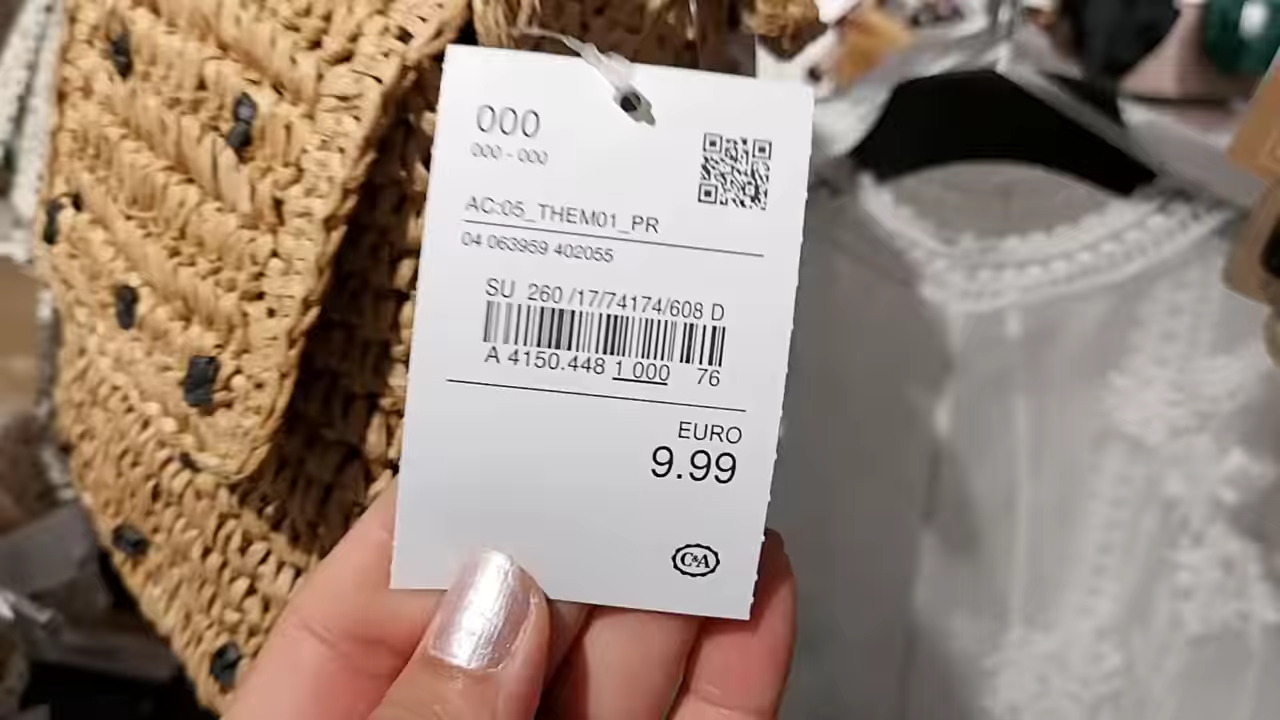 000
000 - 000
AC:05_THEM01_PR
04 063959 402055
SU 260 /17/74174/608 D
A 4150.448 1 000 76
EURO
9.99
C&A